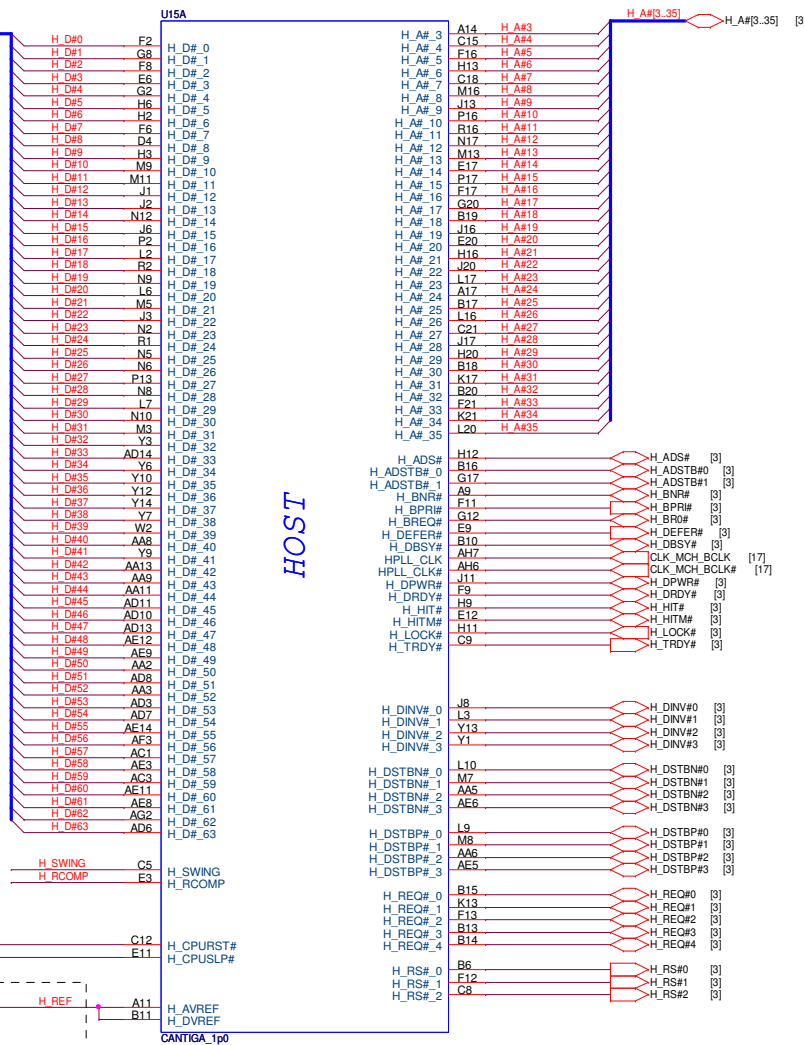 U15A
H_D#0 F2 H_D#_0
H_D#1 G8 H_D#_1
H_D#2 F8 H_D#_2
H_D#3 E6 H_D#_3
H_D#4 G2 H_D#_4
H_D#5 H6 H_D#_5
H_D#6 H2 H_D#_6
H_D#7 F6 H_D#_7
H_D#8 D4 H_D#_8
H_D#9 H3 H_D#_9
H_D#10 M9 H_D#_10
H_D#11 M11 H_D#_11
H_D#12 J1 H_D#_12
H_D#13 J2 H_D#_13
H_D#14 N12 H_D#_14
H_D#15 J6 H_D#_15
H_D#16 P2 H_D#_16
H_D#17 L2 H_D#_17
H_D#18 R2 H_D#_18
H_D#19 N9 H_D#_19
H_D#20 L6 H_D#_20
H_D#21 M5 H_D#_21
H_D#22 J3 H_D#_22
H_D#23 N2 H_D#_23
H_D#24 R1 H_D#_24
H_D#25 N5 H_D#_25
H_D#26 N6 H_D#_26
H_D#27 P13 H_D#_27
H_D#28 N8 H_D#_28
H_D#29 L7 H_D#_29
H_D#30 N10 H_D#_30
H_D#31 M3 H_D#_31
H_D#32 Y3 H_D#_32
H_D#33 AD14 H_D#_33
H_D#34 Y6 H_D#_34
H_D#35 Y10 H_D#_35
H_D#36 Y12 H_D#_36
H_D#37 Y14 H_D#_37
H_D#38 Y7 H_D#_38
H_D#39 W2 H_D#_39
H_D#40 AA8 H_D#_40
H_D#41 Y9 H_D#_41
H_D#42 AA13 H_D#_42
H_D#43 AA9 H_D#_43
H_D#44 AA11 H_D#_44
H_D#45 AD11 H_D#_45
H_D#46 AD10 H_D#_46
H_D#47 AD13 H_D#_47
H_D#48 AE12 H_D#_48
H_D#49 AE9 H_D#_49
H_D#50 AA2 H_D#_50
H_D#51 AD8 H_D#_51
H_D#52 AA3 H_D#_52
H_D#53 AD3 H_D#_53
H_D#54 AD7 H_D#_54
H_D#55 AE14 H_D#_55
H_D#56 AF3 H_D#_56
H_D#57 AC1 H_D#_57
H_D#58 AE3 H_D#_58
H_D#59 AC3 H_D#_59
H_D#60 AE11 H_D#_60
H_D#61 AE8 H_D#_61
H_D#62 AG2 H_D#_62
H_D#63 AD6 H_D#_63
H_SWING C5 H_SWING
H_RCOMP E3 H_RCOMP
C12 H_CPURST#
E11 H_CPUSLP#
H_REF A11 H_AVREF
B11 H_DVREF
HOST
H_A#[3..35] H_A#[3..35] [3
H_A#_3 A14 H_A#3
H_A#_4 C15 H_A#4
H_A#_5 F16 H_A#5
H_A#_6 H13 H_A#6
H_A#_7 C18 H_A#7
H_A#_8 M16 H_A#8
H_A#_9 J13 H_A#9
H_A#_10 P16 H_A#10
H_A#_11 R16 H_A#11
H_A#_12 N17 H_A#12
H_A#_13 M13 H_A#13
H_A#_14 E17 H_A#14
H_A#_15 P17 H_A#15
H_A#_16 F17 H_A#16
H_A#_17 G20 H_A#17
H_A#_18 B19 H_A#18
H_A#_19 J16 H_A#19
H_A#_20 E20 H_A#20
H_A#_21 H16 H_A#21
H_A#_22 J20 H_A#22
H_A#_23 L17 H_A#23
H_A#_24 A17 H_A#24
H_A#_25 B17 H_A#25
H_A#_26 L16 H_A#26
H_A#_27 C21 H_A#27
H_A#_28 J17 H_A#28
H_A#_29 H20 H_A#29
H_A#_30 B18 H_A#30
H_A#_31 K17 H_A#31
H_A#_32 B20 H_A#32
H_A#_33 F21 H_A#33
H_A#_34 K21 H_A#34
H_A#_35 L20 H_A#35
H_ADS# H12 H_ADS# [3]
H_ADSTB#_0 B16 H_ADSTB#0 [3]
H_ADSTB#_1 G17 H_ADSTB#1 [3]
H_BNR# A9 H_BNR# [3]
H_BPRI# F11 H_BPRI# [3]
H_BREQ# G12 H_BR0# [3]
H_DEFER# E9 H_DEFER# [3]
H_DBSY# B10 H_DBSY# [3]
HPLL_CLK AH7 CLK_MCH_BCLK [17]
HPLL_CLK# AH6 CLK_MCH_BCLK# [17]
H_DPWR# J11 H_DPWR# [3]
H_DRDY# F9 H_DRDY# [3]
H_HIT# H9 H_HIT# [3]
H_HITM# E12 H_HITM# [3]
H_LOCK# H11 H_LOCK# [3]
H_TRDY# C9 H_TRDY# [3]
H_DINV#_0 J8 H_DINV#0 [3]
H_DINV#_1 L3 H_DINV#1 [3]
H_DINV#_2 Y13 H_DINV#2 [3]
H_DINV#_3 Y1 H_DINV#3 [3]
H_DSTBN#_0 L10 H_DSTBN#0 [3]
H_DSTBN#_1 M7 H_DSTBN#1 [3]
H_DSTBN#_2 AA5 H_DSTBN#2 [3]
H_DSTBN#_3 AE6 H_DSTBN#3 [3]
H_DSTBP#_0 L9 H_DSTBP#0 [3]
H_DSTBP#_1 M8 H_DSTBP#1 [3]
H_DSTBP#_2 AA6 H_DSTBP#2 [3]
H_DSTBP#_3 AE5 H_DSTBP#3 [3]
H_REQ#_0 B15 H_REQ#0 [3]
H_REQ#_1 K13 H_REQ#1 [3]
H_REQ#_2 F13 H_REQ#2 [3]
H_REQ#_3 B13 H_REQ#3 [3]
H_REQ#_4 B14 H_REQ#4 [3]
H_RS#_0 B6 H_RS#0 [3]
H_RS#_1 F12 H_RS#1 [3]
H_RS#_2 C8 H_RS#2 [3]
CANTIGA_1p0